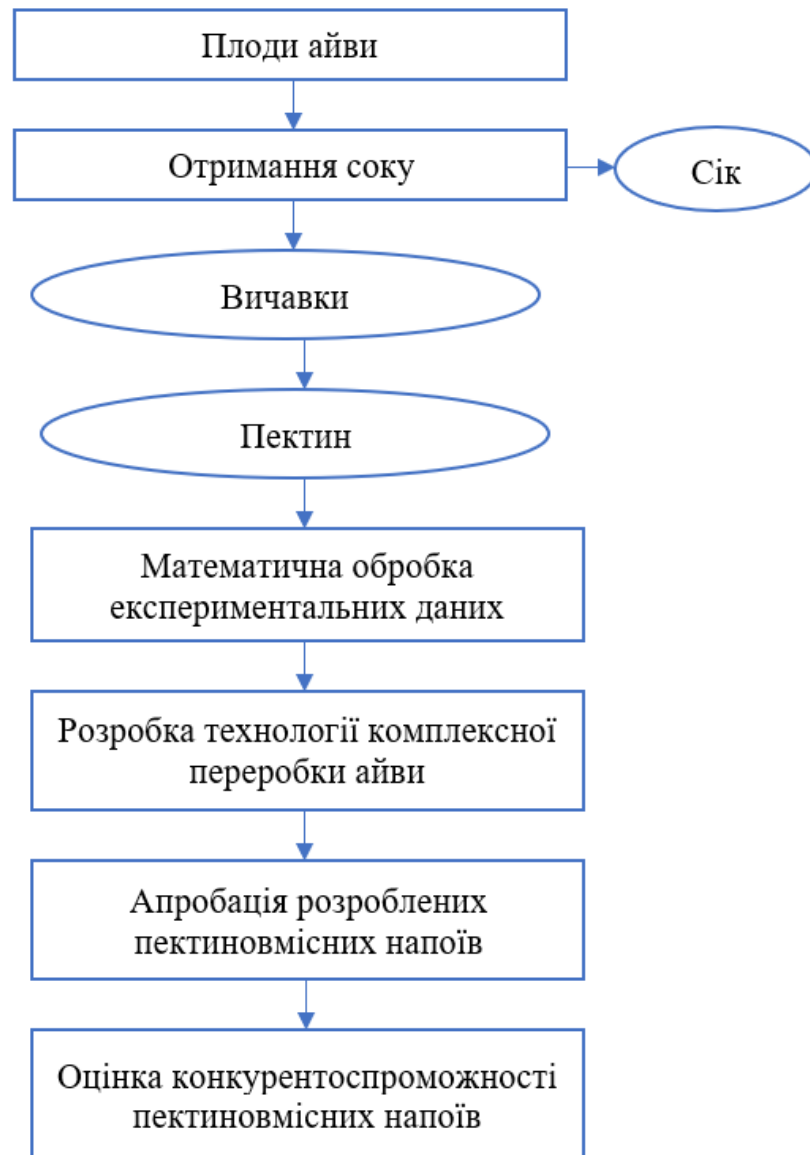 Плоди айви
Отримання соку
Сік
Вичавки
Пектин
Математична обробка
експериментальних даних
Розробка технології комплексної
переробки айви
Апробація розроблених
пектиновмісних напоїв
Оцінка конкурентоспроможності
пектиновмісних напоїв